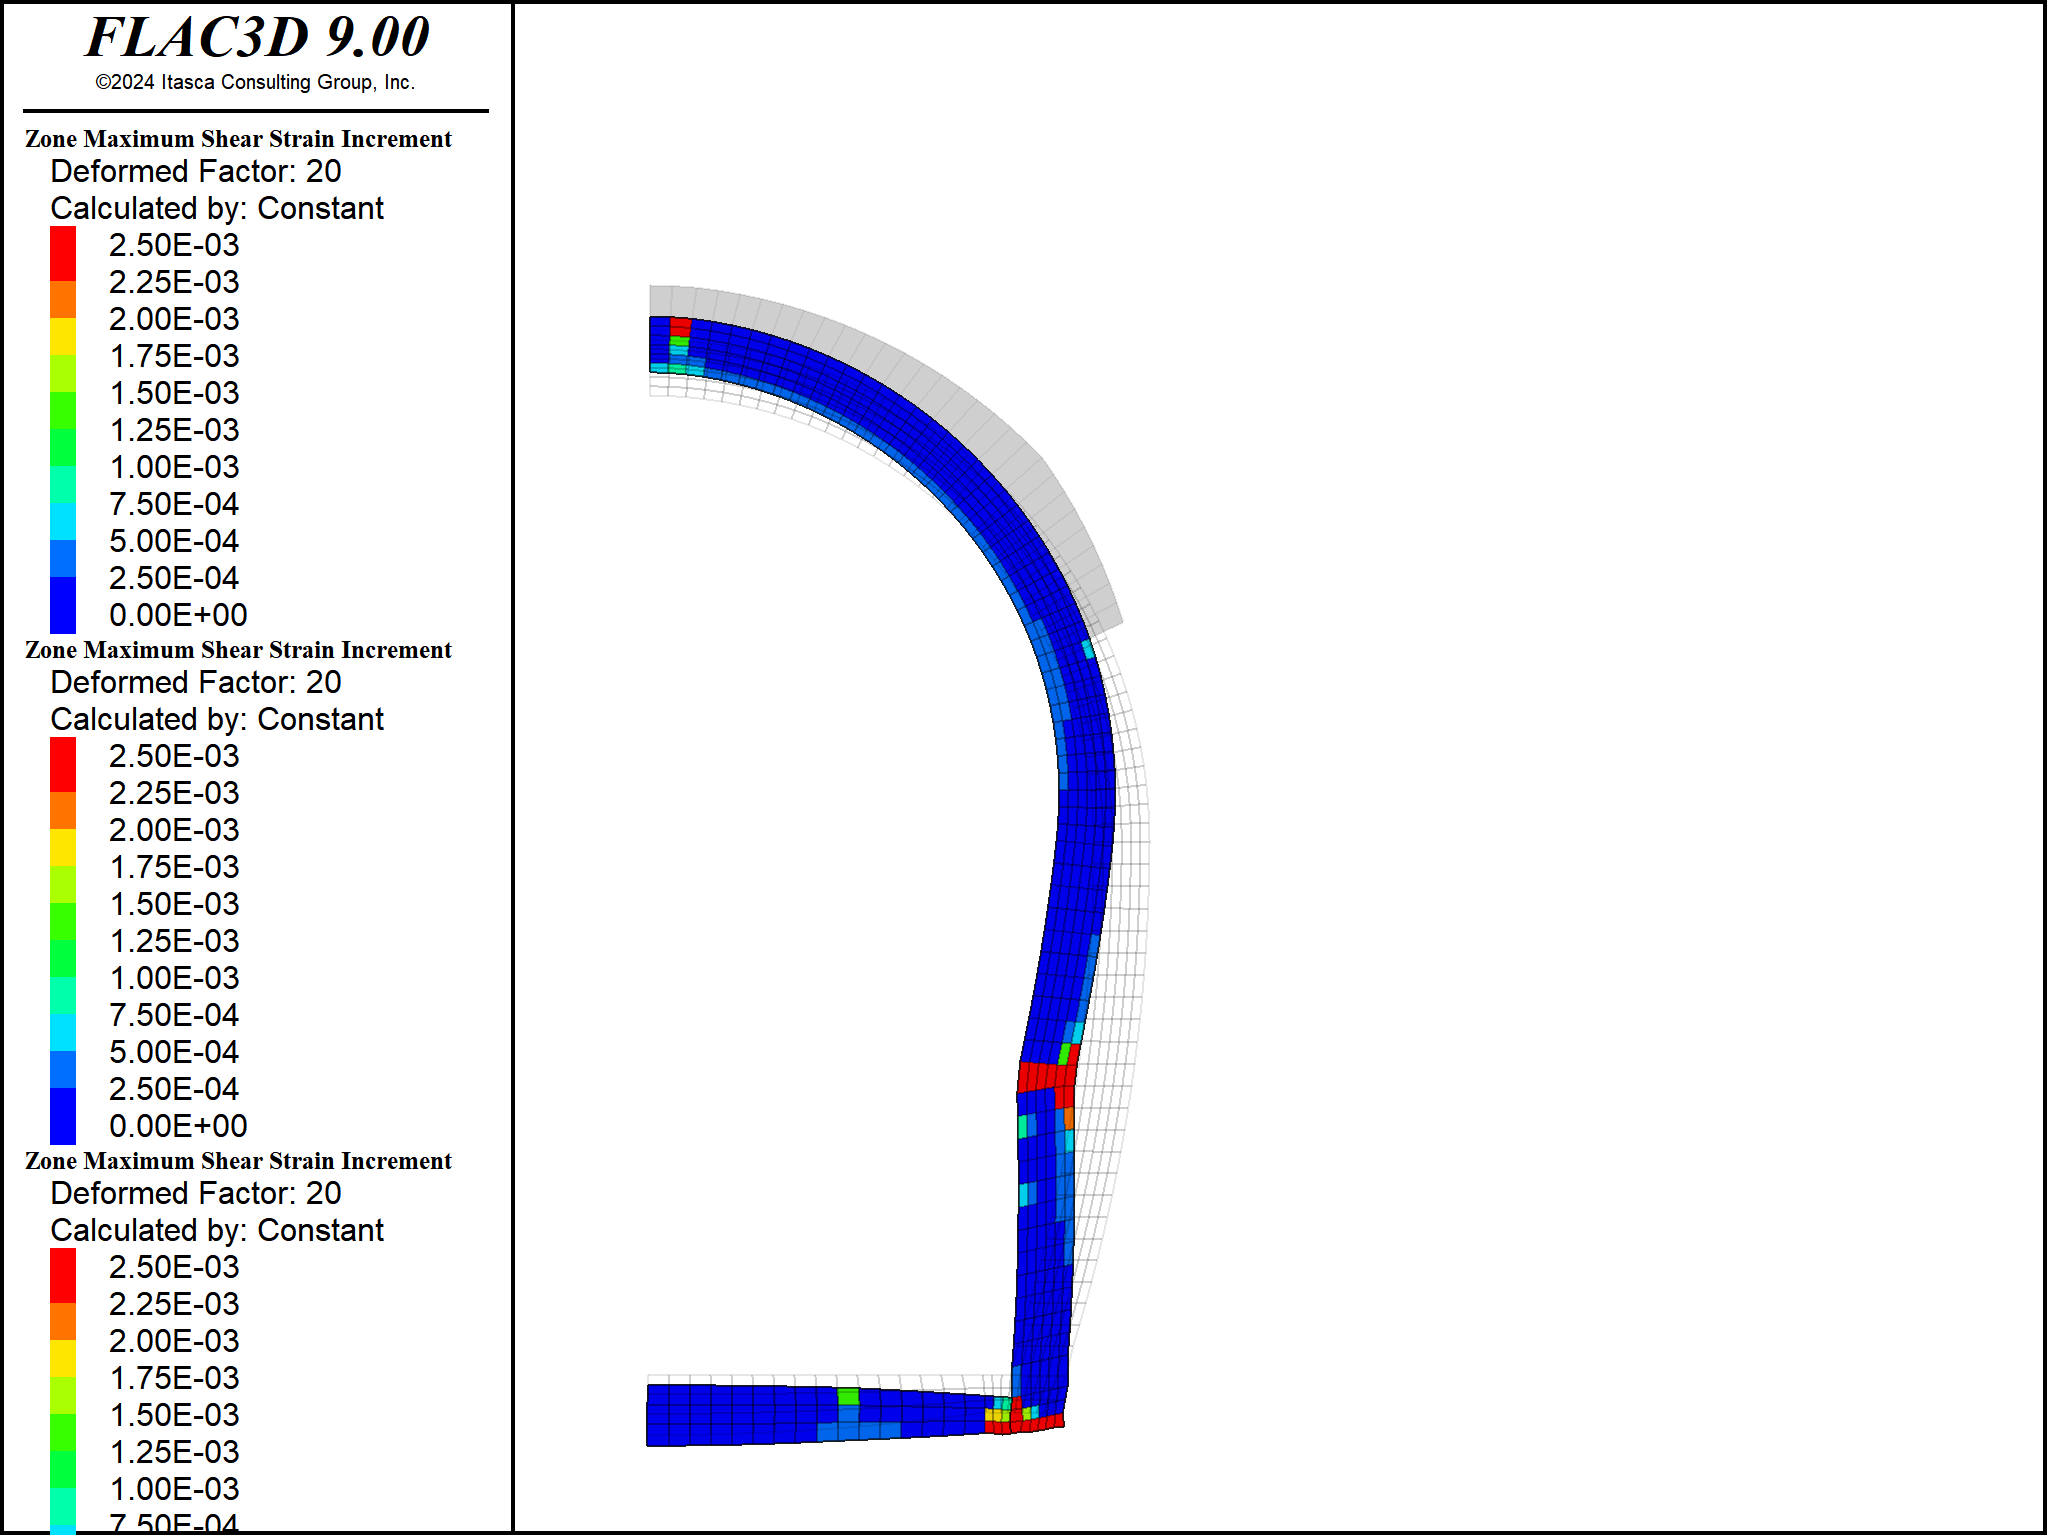 FLAC3D 9.00
©2024 Itasca Consulting Group, Inc.
Zone Maximum Shear Strain Increment
Deformed Factor: 20
Calculated by: Constant
2.50E-03
2.25E-03
2.00E-03
1.75E-03
1.50E-03
1.25E-03
1.00E-03
7.50E-04
5.00E-04
2.50E-04
0.00E+00
Zone Maximum Shear Strain Increment
Deformed Factor: 20
Calculated by: Constant
2.50E-03
2.25E-03
2.00E-03
1.75E-03
1.50E-03
1.25E-03
1.00E-03
7.50E-04
5.00E-04
2.50E-04
0.00E+00
Zone Maximum Shear Strain Increment
Deformed Factor: 20
Calculated by: Constant
2.50E-03
2.25E-03
2.00E-03
1.75E-03
1.50E-03
1.25E-03
1.00E-03
7.50E-04